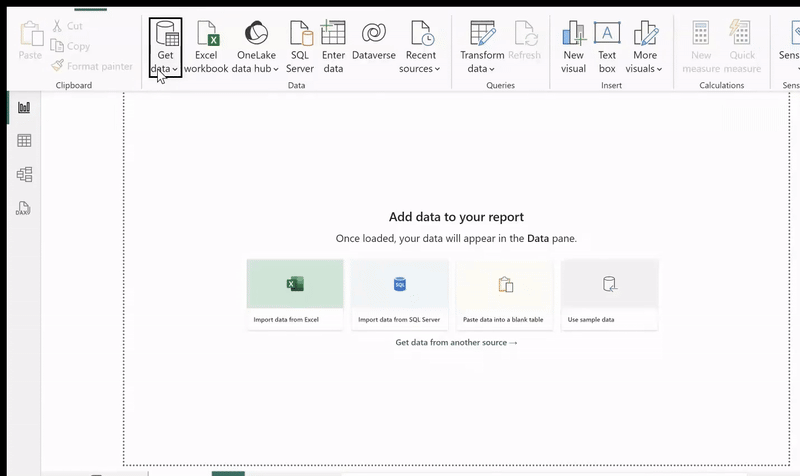 Paste
Cut
Copy
Format painter
Clipboard
Get data
Excel workbook
OneLake data hub
SQL Server
Enter data
Dataverse
Recent sources
Data
Transform data
Refresh
Queries
New visual
Text box
More visuals
Insert
New measure
Quick measure
Calculations
DAX
Add data to your report
Once loaded, your data will appear in the Data pane.
SQL
Import data from Excel
Import data from SQL Server
Paste data into a blank table
Use sample data
Get data from another source →